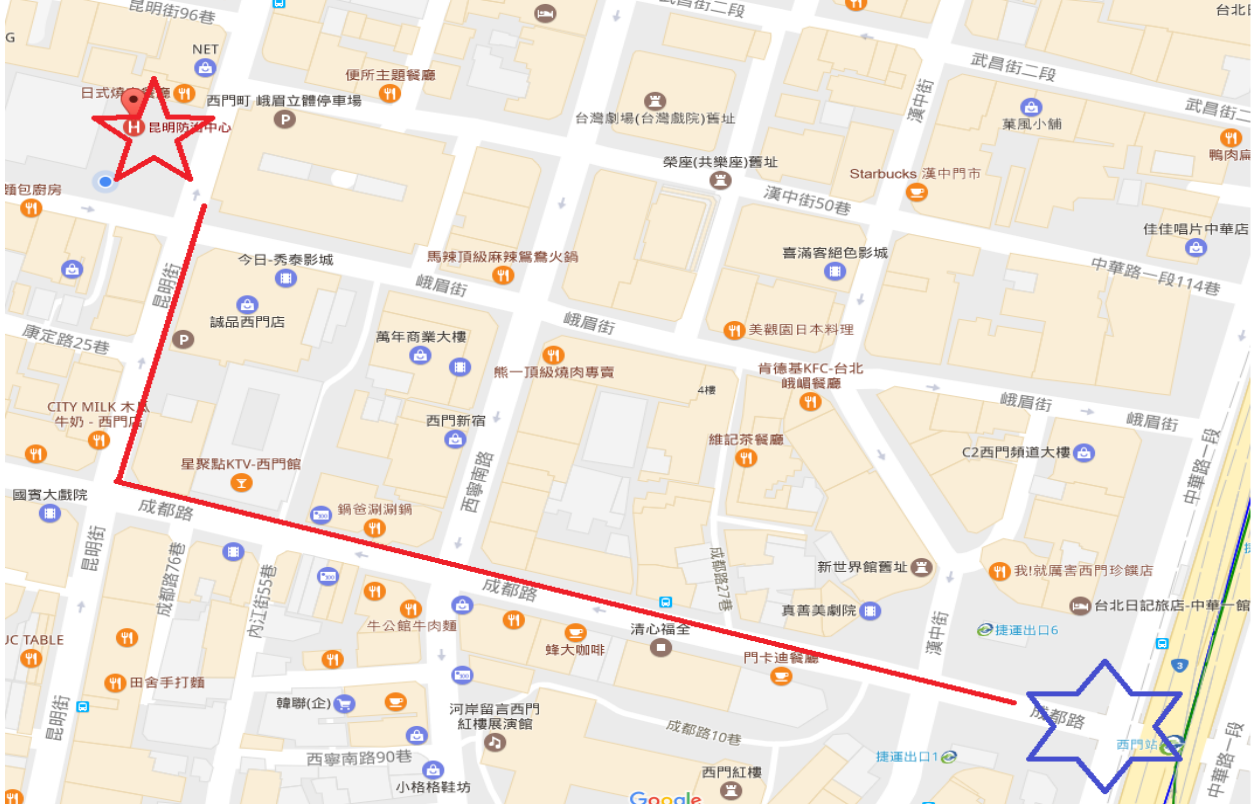 昆明街96巷
武昌街二段
台北
G
NET
武昌街二段
日式燒
便所主題餐廳
西門町 峨眉立體停車場
漢中街
武昌街二
H
昆明防治中心
P
台灣劇場(台灣戲院)舊址
菓風小舖
鴨肉扁
榮座(共樂座)舊址
Starbucks 漢中門市
麵包廚房
漢中街50巷
佳佳唱片中華店
今日-秀泰影城
馬辣頂級麻辣鴛鴦火鍋
喜滿客絕色影城
中華路一段114巷
昆明街
峨眉街
誠品西門店
峨眉街
康定路25巷
P
萬年商業大樓
美觀園日本料理
熊一頂級燒肉專賣
肯德基KFC-台北
峨嵋餐廳
4樓
CITY MILK 木瓜
牛奶 - 西門店
西門新宿
峨眉街
峨眉街
維記茶餐廳
C2西門頻道大樓
星聚點KTV-西門館
西寧南路
中華路一段
國賓大戲院
成都路
鍋爸涮涮鍋
昆明街
成都路76巷
內江街55巷
成都路
成都路27巷
新世界館舊址
我!就厲害西門珍饌店
真善美劇院
台北日記旅店-中華一館
牛公館牛肉麵
清心福全
漢中街
捷運出口6
UC TABLE
蜂大咖啡
門卡迪餐廳
3
田舍手打麵
韓聯(企)
河岸留言西門
紅樓展演館
成都路
昆明街
成都路10巷
西門站
西寧南路90巷
捷運出口1
中華路一段
小格格鞋坊
西門紅樓
Google